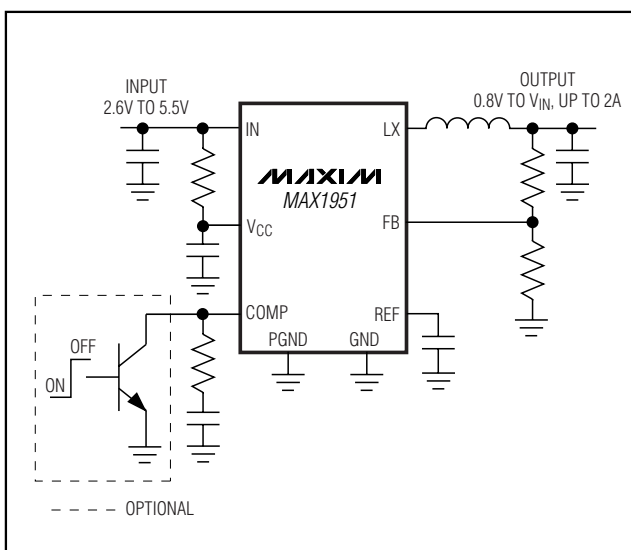 INPUT
2.6V TO 5.5V
OUTPUT
0.8V TO VIN, UP TO 2A
IN
LX
MAXIM
MAX1951
VCC
FB
COMP
REF
PGND
GND
OFF
ON
OPTIONAL